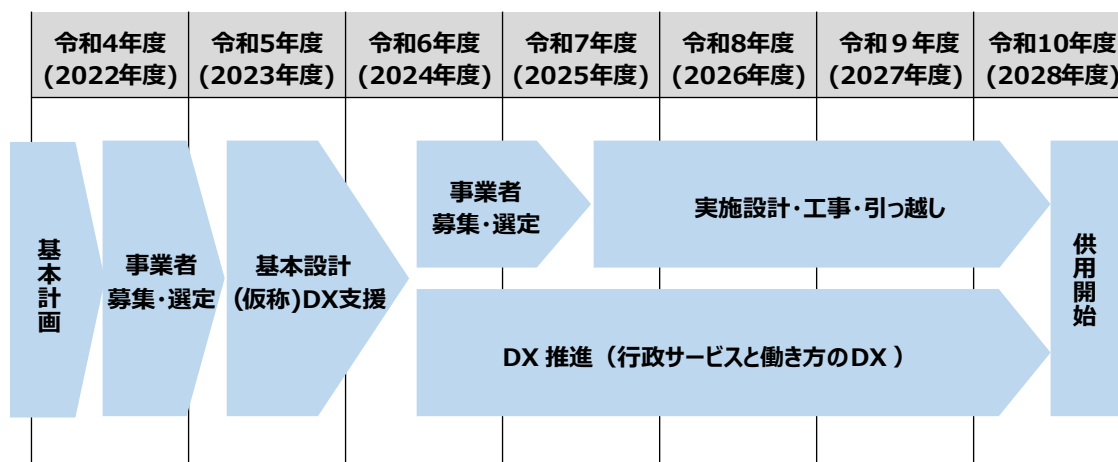 令和4年度
(2022年度)
令和5年度
(2023年度)
令和6年度
(2024年度)
令和7年度
(2025年度)
令和8年度
(2026年度)
令和９年度
(2027年度)
令和10年度
(2028年度)
基本計画
事業者
募集・選定
基本設計
(仮称)DX支援
事業者
募集・選定
実施設計・工事・引っ越し
DX 推進（行政サービスと働き方のDX ）
供用開始